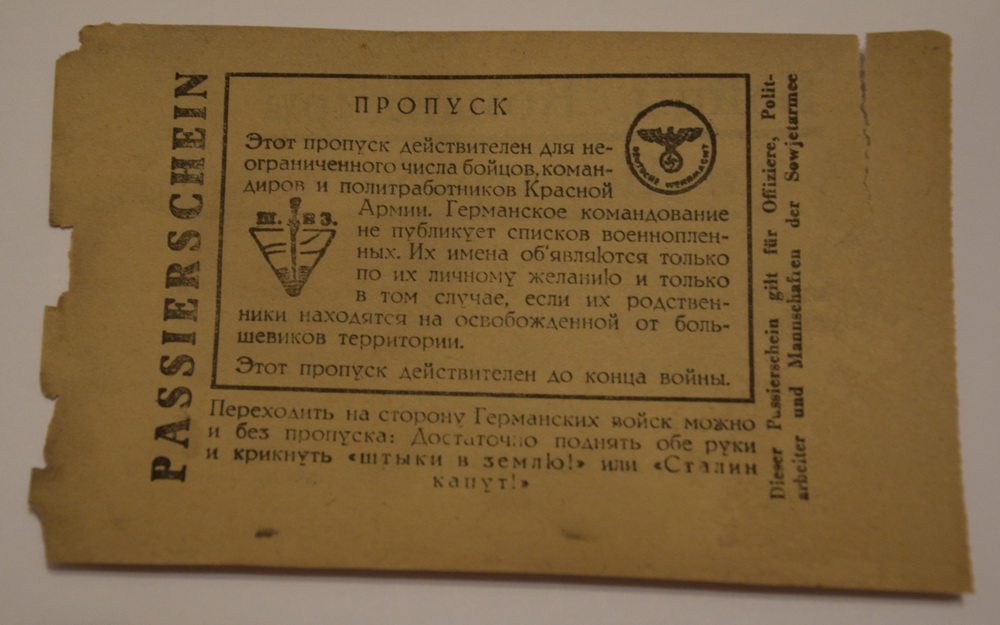 PASSIERSCHEIN
ПРОПУСК
Этот пропуск действителен для не-
ограниченного числа бойцов, коман-
диров и политработников Красной
Армии. Германское командование
не публикует списков военноплен-
ных. Их имена об'являются только
по их личному желанию и только
в том случае, если их родствен-
ники находятся на освобожденной от боль-
шевиков территории.
Этот пропуск действителен до конца войны.
DEUTSCHE WEHRMACHT
Ш. В З.
Переходить на сторону Германских войск можно
и без пропуска: Достаточно поднять обе руки
и крикнуть «штыки в землю!» или «Сталин
капут!»
Dieser Passierschein gilt für Offiziere, Polit-
arbeiter und Mannschaften der Sowjetarmee